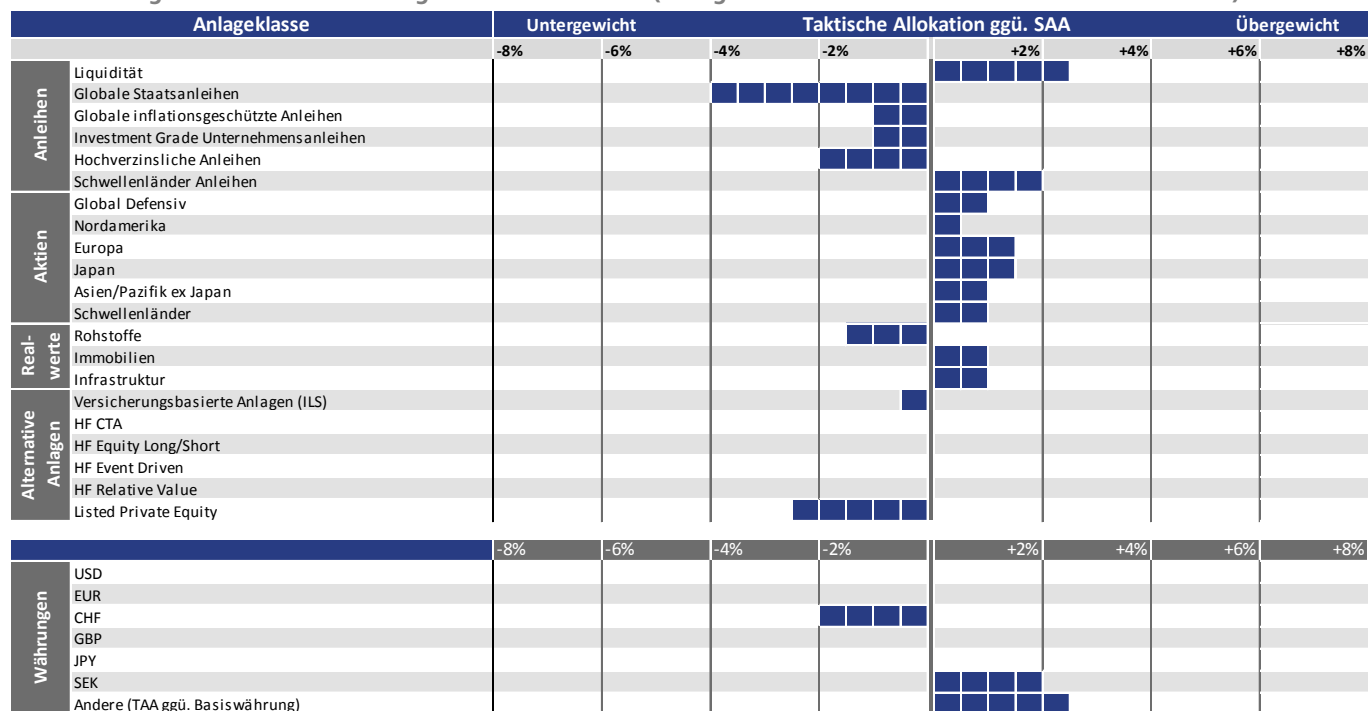 Anlageklasse Untergewicht Taktische Allokation ggü. SAA Übergewicht
-8% -6% -4% -2% +2% +4% +6% +8%
Anleihen
Liquidität
Globale Staatsanleihen
Globale inflationsgeschützte Anleihen
Investment Grade Unternehmensanleihen
Hochverzinsliche Anleihen
Schwellenländer Anleihen
Aktien
Global Defensiv
Nordamerika
Europa
Japan
Asien/Pazifik ex Japan
Schwellenländer
Real-
werte
Rohstoffe
Immobilien
Infrastruktur
Alternative
Anlagen
Versicherungsbasierte Anlagen (ILS)
HF CTA
HF Equity Long/Short
HF Event Driven
HF Relative Value
Listed Private Equity
-8% -6% -4% -2% +2% +4% +6% +8%
Währungen
USD
EUR
CHF
GBP
JPY
SEK
Andere (TAA ggü. Basiswährung)